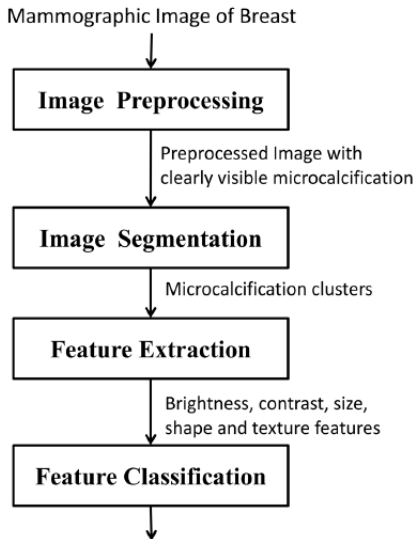 Mammographic Image of Breast
Image Preprocessing
Preprocessed Image with
clearly visible microcalcification
Image Segmentation
Microcalcification clusters
Feature Extraction
Brightness, contrast, size,
shape and texture features
Feature Classification